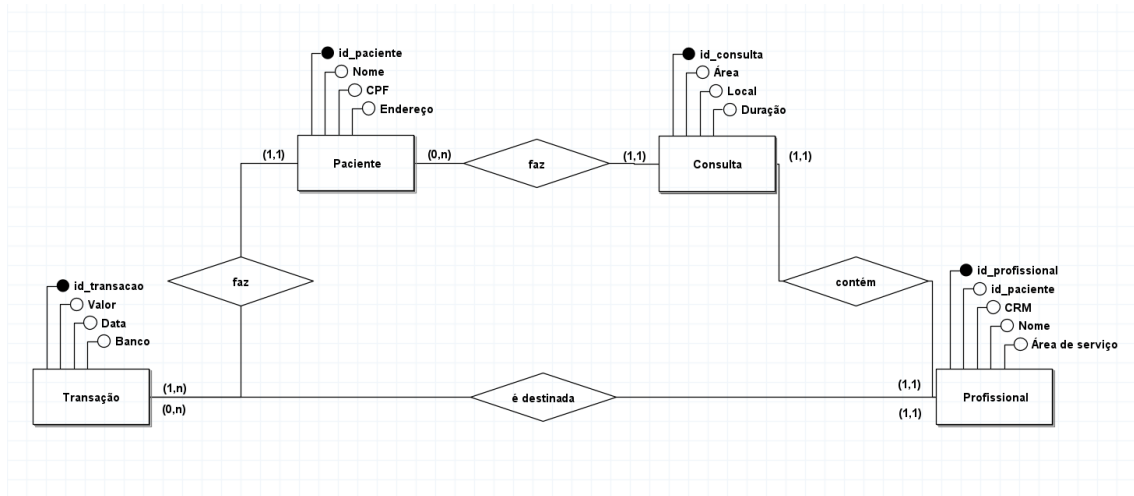 id_paciente
Nome
CPF
Endereço
id_consulta
Área
Local
Duração
(1,1)
Paciente
(0,n)
faz
(1,1)
Consulta
(1,1)
faz
contém
id_transacao
Valor
Data
Banco
id_profissional
id_paciente
CRM
Nome
Área de serviço
Transação
(1,n)
(0,n)
é destinada
(1,1)
(1,1)
Profissional